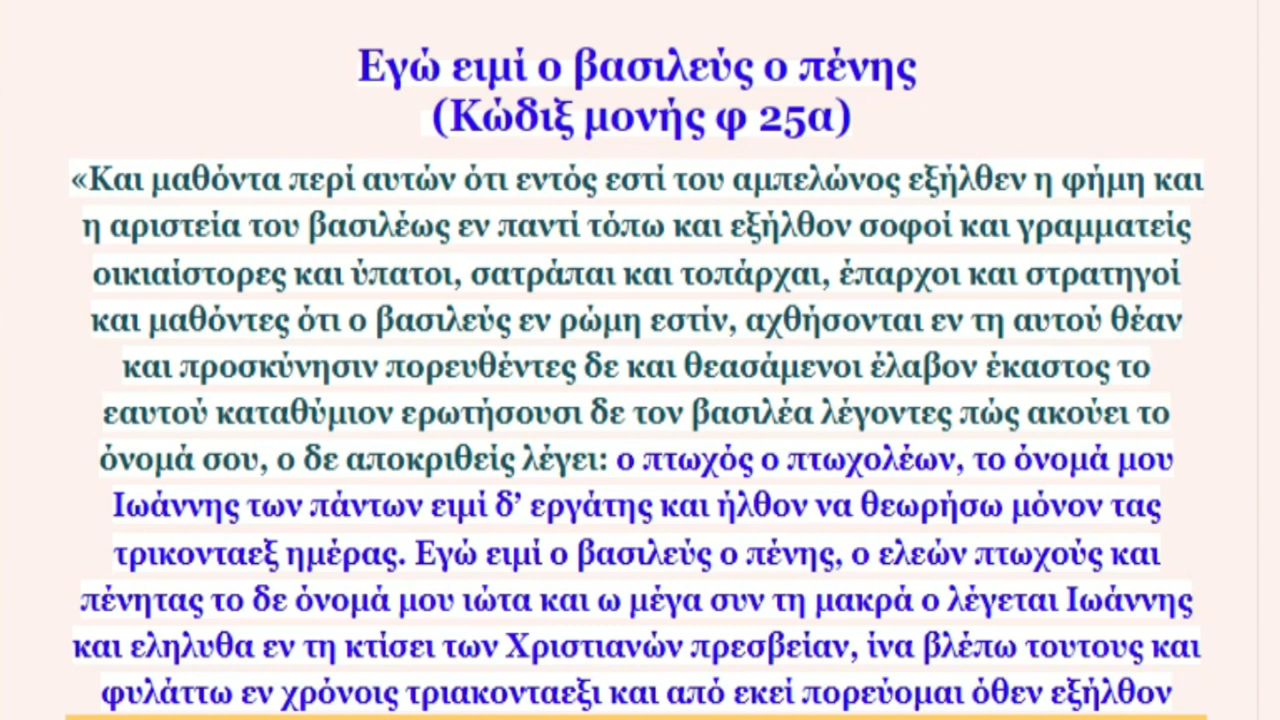 Εγώ ειμί ο βασιλεύς ο πένης
(Κώδιξ μονής φ 25α)
«Και μαθόντα περί αυτών ότι εντός εστί του αμπελώνος εξήλθεν η φήμη και
η αριστεία του βασιλέως εν παντί τόπω και εξήλθον σοφοί και γραμματείς
οικιαίστορες και ύπατοι, σατράπαι και τοπάρχαι, έπαρχοι και στρατηγοί
και μαθόντες ότι ο βασιλεύς εν ρώμη εστίν, αχθήσονται εν τη αυτού θέαν
και προσκύνησιν πορευθέντες δε και θεασάμενοι έλαβον έκαστος το
εαυτού καταθύμιον ερωτήσουσι δε τον βασιλέα λέγοντες πώς ακούει το
όνομά σου, ο δε αποκριθείς λέγει: ο πτωχός ο πτωχολέων, το όνομά μου
Ιωάννης των πάντων ειμί δ’ εργάτης και ήλθον να θεωρήσω μόνον τας
τρικονταεξ ημέρας. Εγώ ειμί ο βασιλεύς ο πένης, ο ελεών πτωχούς και
πένητας το δε όνομά μου ιώτα και ω μέγα συν τη μακρά ο λέγεται Ιωάννης
και εληλυθα εν τη κτίσει των Χριστιανών πρεσβείαν, ίνα βλέπω τουτους και
φυλάττω εν χρόνοις τριακονταεξι και από εκεί πορεύομαι όθεν εξήλθον